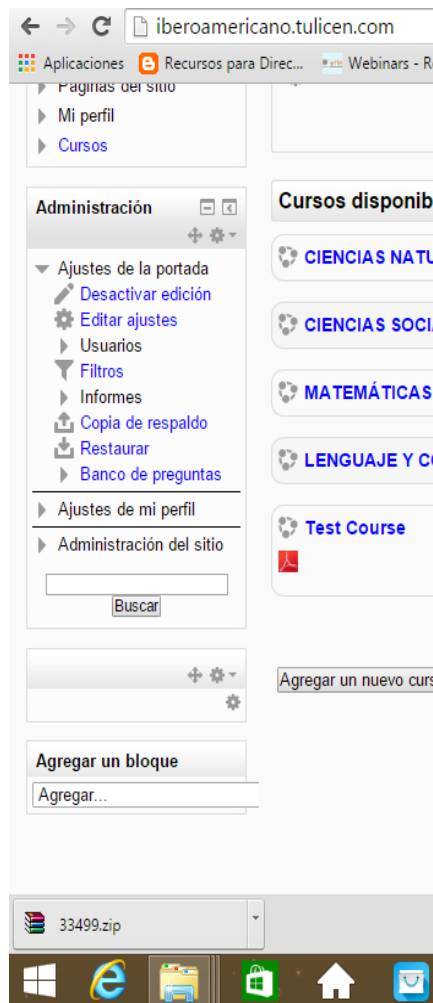 iberoamericano.tulicen.com
Aplicaciones
Recursos para Direc...
Webinars - R
Páginas del sitio
Mi perfil
Cursos
Administración
Ajustes de la portada
Desactivar edición
Editar ajustes
Usuarios
Filtros
Informes
Copia de respaldo
Restaurar
Banco de preguntas
Ajustes de mi perfil
Administración del sitio
Buscar
Agregar un bloque
Agregar...
Cursos disponib
CIENCIAS NATU
CIENCIAS SOCI
MATEMÁTICAS
LENGUAJE Y CO
Test Course
Agregar un nuevo curs
33499.zip